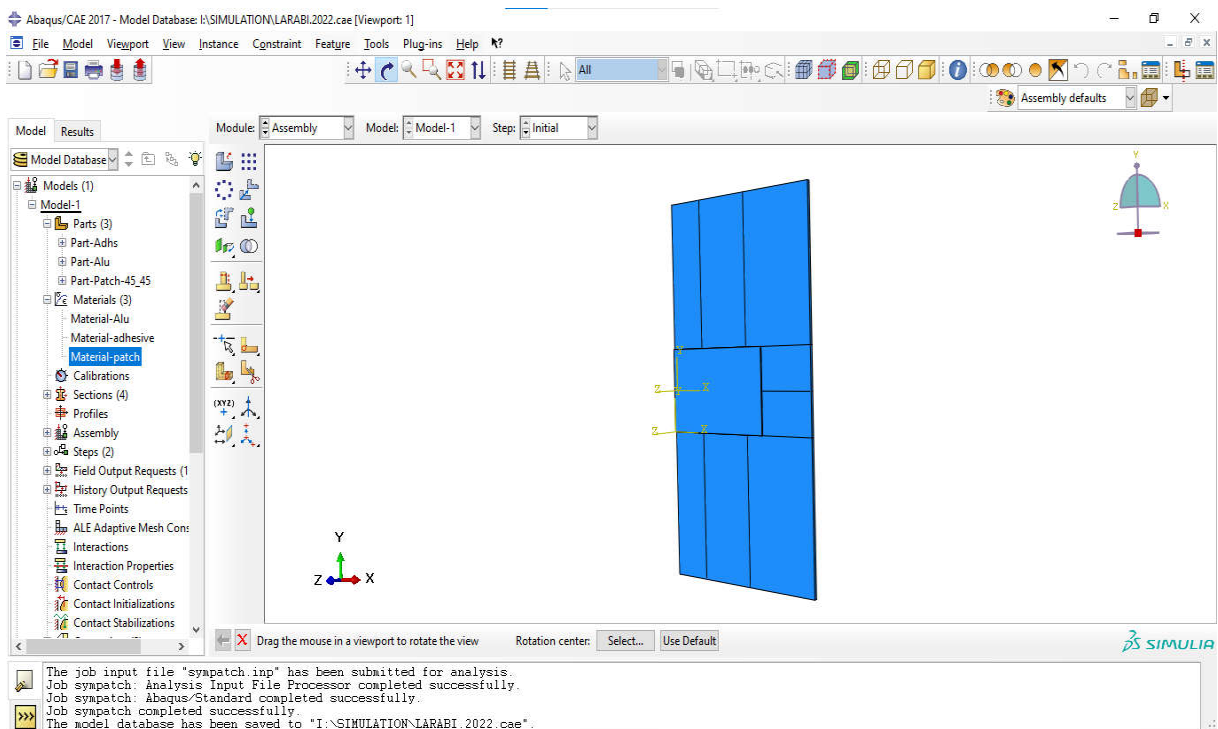 Abaqus/CAE 2017 - Model Database: I:\SIMULATION\LARABI.2022.cae [Viewport: 1]
File Model Viewport View Instance Constraint Feature Tools Plug-ins Help
All
Assembly defaults
Model Results
Module: Assembly Model: Model-1 Step: Initial
Model Database
Models (1)
Model-1
Parts (3)
Part-Adhs
Part-Alu
Part-Patch-45_45
Materials (3)
Material-Alu
Material-adhesive
Material-patch
Calibrations
Sections (4)
Profiles
Assembly
Steps (2)
Field Output Requests (1
History Output Requests
Time Points
ALE Adaptive Mesh Cons
Interactions
Interaction Properties
Contact Controls
Contact Initializations
Contact Stabilizations
(XYZ)
Y
Z X
Y
Z X
Y
Z X
Z X
Y
Drag the mouse in a viewport to rotate the view Rotation center: Select... Use Default
SIMULIA
The job input file "sympatch.inp" has been submitted for analysis.
Job sympatch: Analysis Input File Processor completed successfully.
Job sympatch: Abaqus/Standard completed successfully.
Job sympatch completed successfully.
The model database has been saved to "I:\SIMULATION\LARABI.2022.cae".